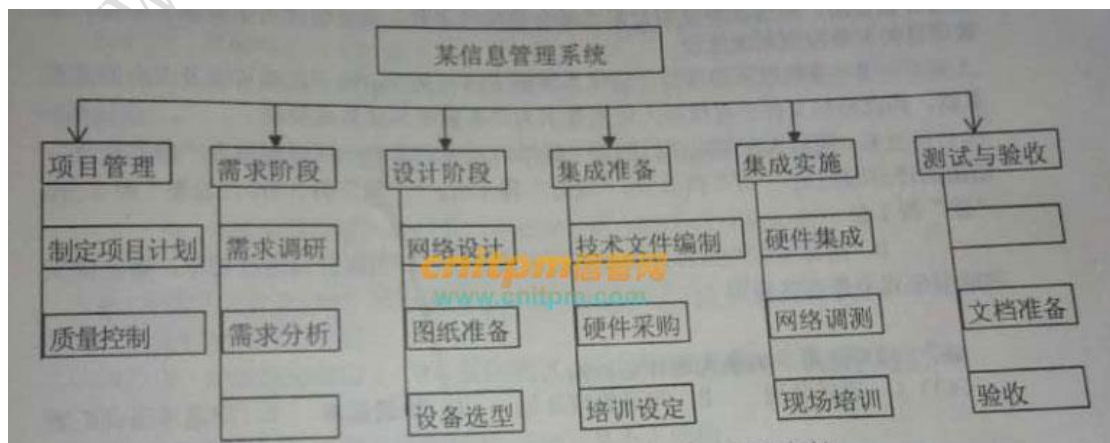 某信息管理系统
项目管理
需求阶段
设计阶段
集成准备
集成实施
测试与验收
制定项目计划
需求调研
网络设计
技术文件编制
硬件集成
cnitpm信管网
www.cnitpm.com
质量控制
需求分析
图纸准备
硬件采购
网络调测
文档准备
设备选型
培训设定
现场培训
验收